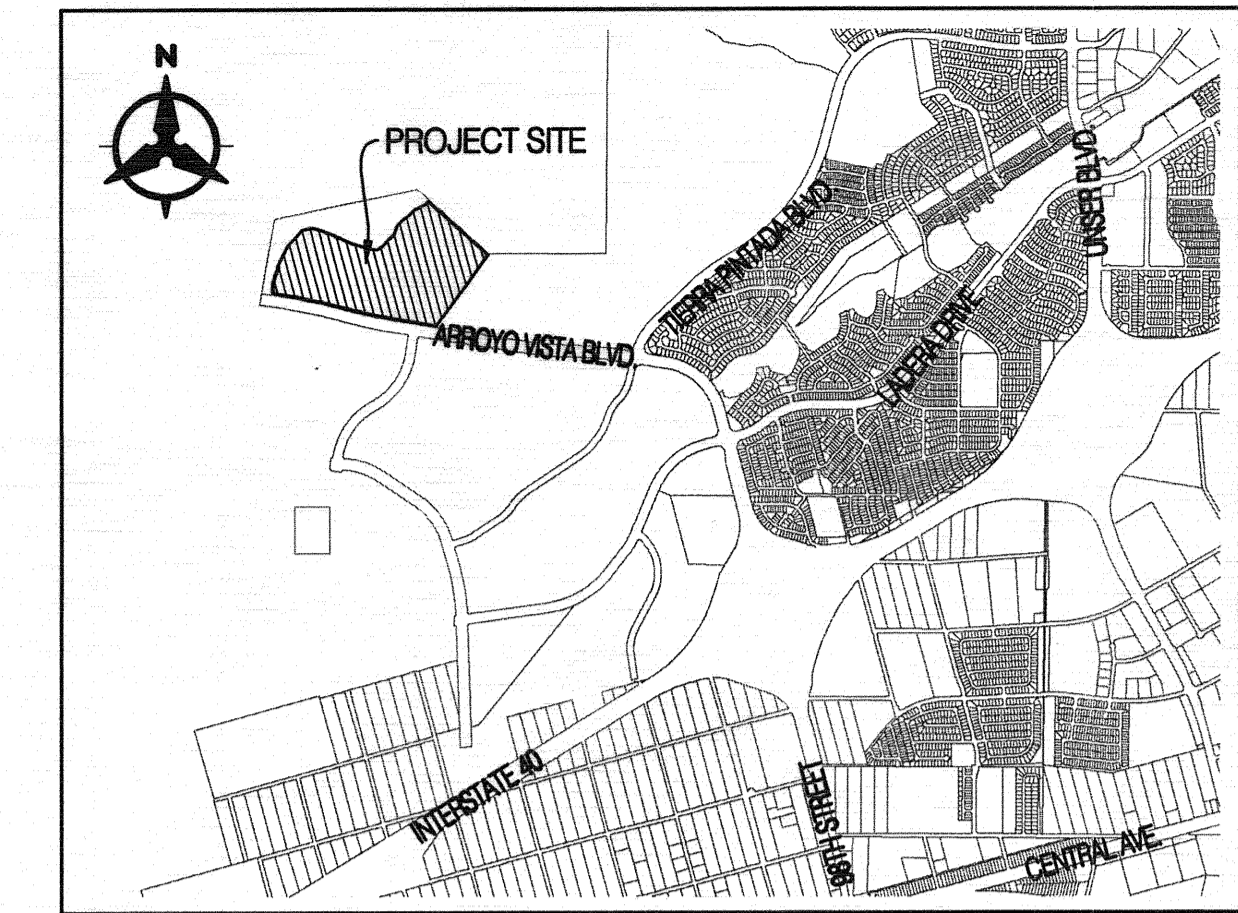 N
PROJECT SITE
UNSER BLVD.
TIERRA PINTADA BLVD.
LADERA DRIVE
ARROYO VISTA BLVD.
INTERSTATE 40
98TH STREET
CENTRAL AVE.